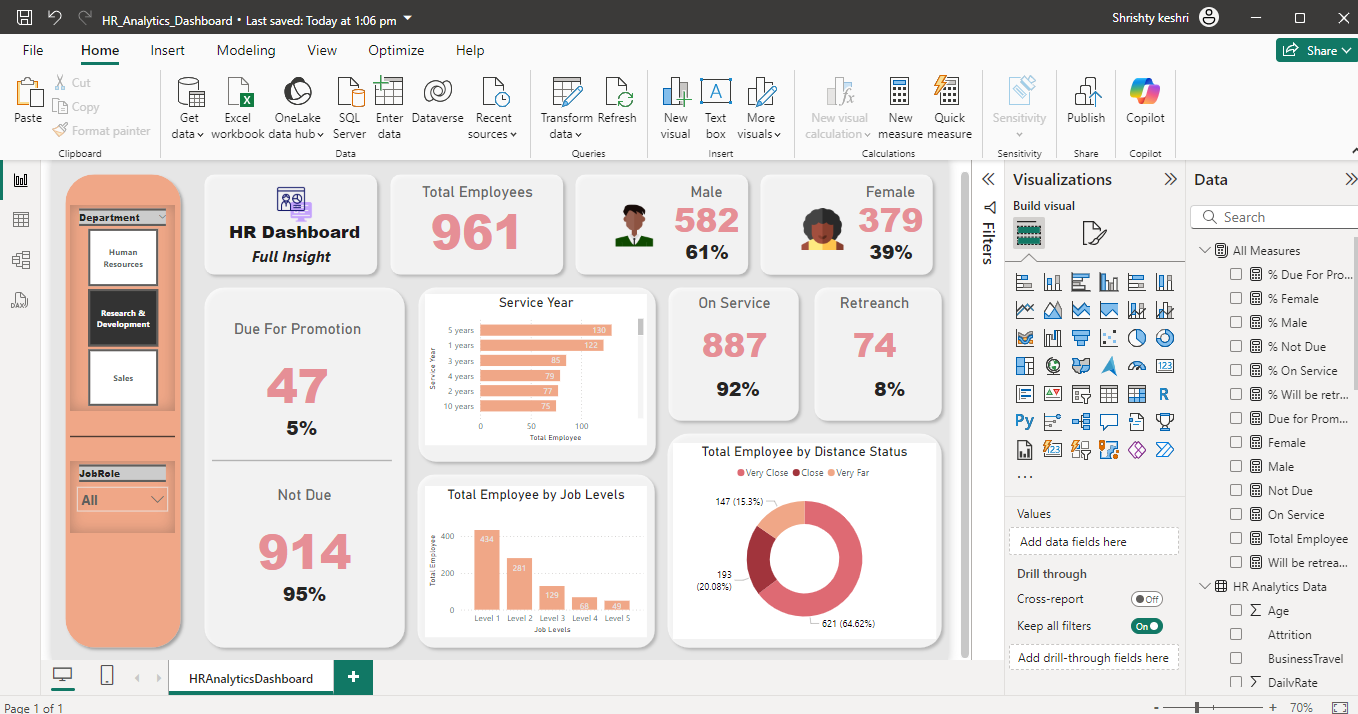 HR_Analytics_Dashboard • Last saved: Today at 1:06 pm
Shrishty keshri
File Home Insert Modeling View Optimize Help
Share
Paste
Cut
Copy
Format painter
Clipboard
Get data
Excel workbook
OneLake data hub
SQL Server
Enter data
Dataverse
Recent sources
Data
Transform data
Refresh
Queries
New visual
Text box
More visuals
Insert
New visual calculation
New measure
Quick measure
Calculations
Sensitivity
Sensitivity
Publish
Share
Copilot
Copilot
Department
Human Resources
Research & Development
Sales
JobRole
All
HR Dashboard
Full Insight
Total Employees
961
Male
582
61%
Female
379
39%
Due For Promotion
47
5%
Not Due
914
95%
Service Year
Service Year
5 years 130
1 years 122
3 years 85
4 years 79
2 years 77
10 years 75
0 50 100
Total Employee
On Service
887
92%
Retreanch
74
8%
Total Employee by Job Levels
Total Employee
400
200
0
434
281
129
68
49
Level 1 Level 2 Level 3 Level 4 Level 5
Job Levels
Total Employee by Distance Status
Very Close Close Very Far
147 (15.3%)
193
(20.08%)
621 (64.62%)
Filters
Visualizations
Build visual
R
Py
123
...
Values
Add data fields here
Drill through
Cross-report
Off
Keep all filters
On
Add drill-through fields here
Data
Search
All Measures
% Due For Pro...
% Female
% Male
% Not Due
% On Service
% Will be retr...
Due for Prom...
Female
Male
Not Due
On Service
Total Employee
Will be retrea...
HR Analytics Data
Age
Attrition
BusinessTravel
DailyRate
HRAnalyticsDashboard
Page 1 of 1
- + 70%